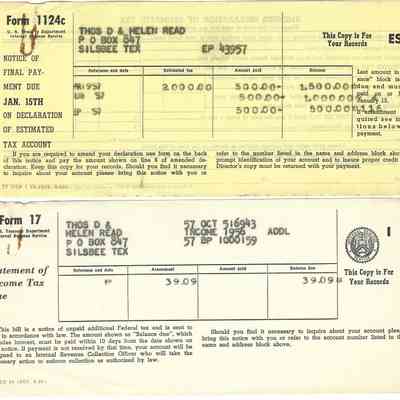 Form 1124c
U. S. Treasury Department
Internal Revenue Service
THOS D & HELEN READ
P O BOX 847
SILSBEE TEX
EP 43957
This Copy is For
Your Records
ES
NOTICE OF
FINAL PAY-
MENT DUE
JAN. 15TH
ON DECLARATION
OF ESTIMATED
TAX ACCOUNT
Reference and date
Estimated tax
Amount paid
Balance
2,000.00
500.00
1,500.00
500.00
1,000.00
500.00
Last amount in
block
If you are required to amend your declaration use form on the back
of this notice and pay the amount shown on line 8 of amended de-
claration. Keep this copy for your records. Should you find it necessary
to inquire about your account please bring this notice with you or
refer to the number listed in the name and address block above
prompt identification of your account and to insure proper credit
payment.
Form 17
U. S. Treasury Department
Internal Revenue Service
THOS D &
HELEN READ
P O BOX 847
SILSBEE TEX
57 OCT 516943
INCOME 1956 ADDL
57 BP 1000159
This Copy is For
Your Records
Statement of
Income Tax
Due
Reference and Date
Assessment
Paid
Balance
P
39.09
39.09
This bill is a notice of unpaid additional Federal tax and is sent to
in accordance with law. The amount shown as "Balance due", which
includes interest, must be paid within 10 days from the date shown on
notice. If payment is not received by that time, your account will be
assigned to an Internal Revenue Collection Officer who will take the
necessary action to enforce collection as authorized by law.
Should you find it necessary to inquire about your account please
bring this notice with you or refer to the number listed in the
name and address block above.